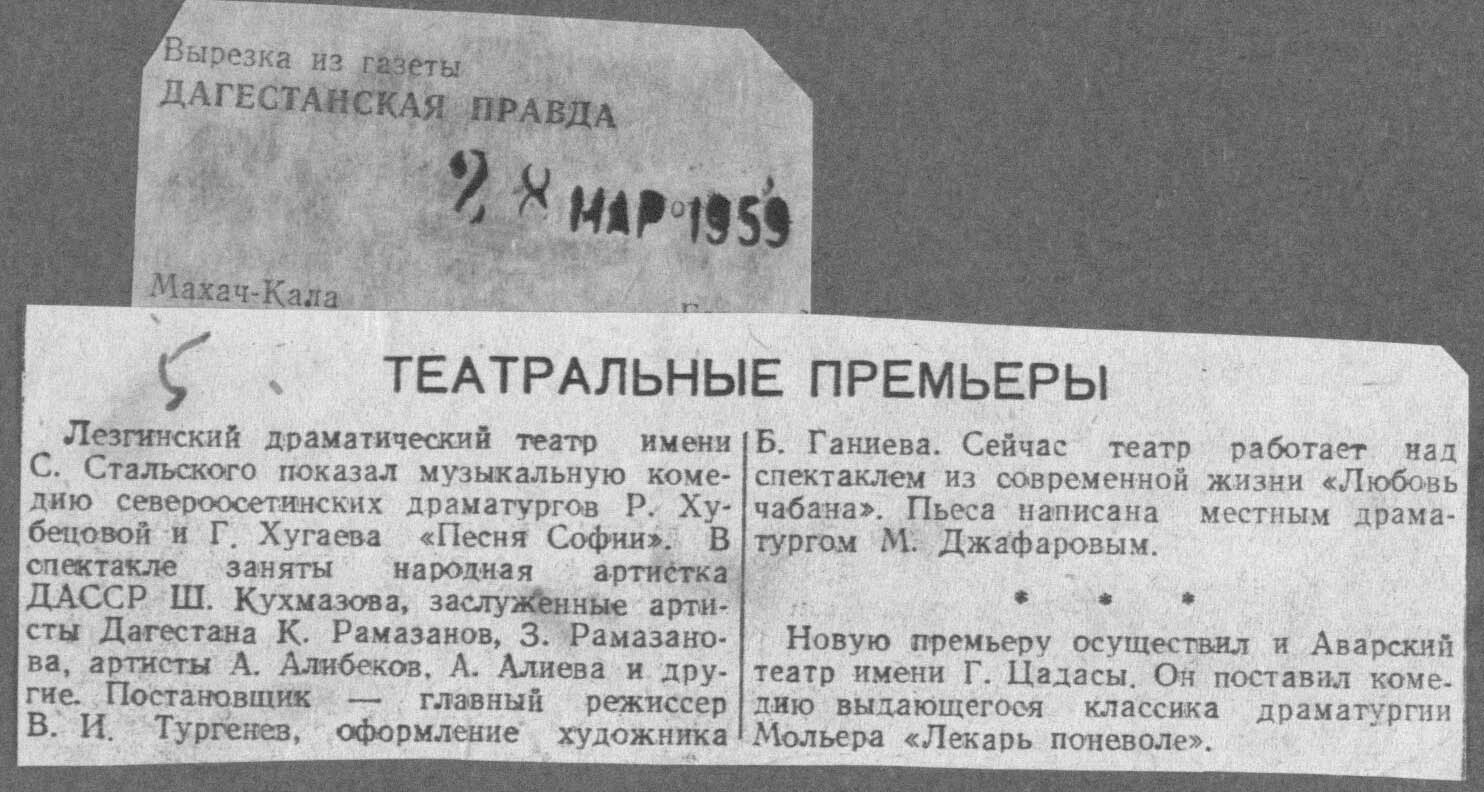 Вырезка из газеты
ДАГЕСТАНСКАЯ ПРАВДА
2 8 МАР 1959
Махач-Кала
5
ТЕАТРАЛЬНЫЕ ПРЕМЬЕРЫ
Лезгинский драматический театр имени
С. Стальского показал музыкальную коме-
дию североосетинских драматургов Р. Ху-
бецовой и Г. Хугаева «Песня Софии». В
спектакле заняты народная артистка
ДАССР Ш. Кухмазова, заслуженные арти-
сты Дагестана К. Рамазанов, З. Рамазано-
ва, артисты А. Алибеков, А. Алиева и дру-
гие. Постановщик — главный режиссер
В. И. Тургенев, оформление художника
Б. Ганиева. Сейчас театр работает над
спектаклем из современной жизни «Любовь
чабана». Пьеса написана местным драма-
тургом М. Джафаровым.
* * *
Новую премьеру осуществил и Аварский
театр имени Г. Цадасы. Он поставил коме-
дию выдающегося классика драматургии
Мольера «Лекарь поневоле».